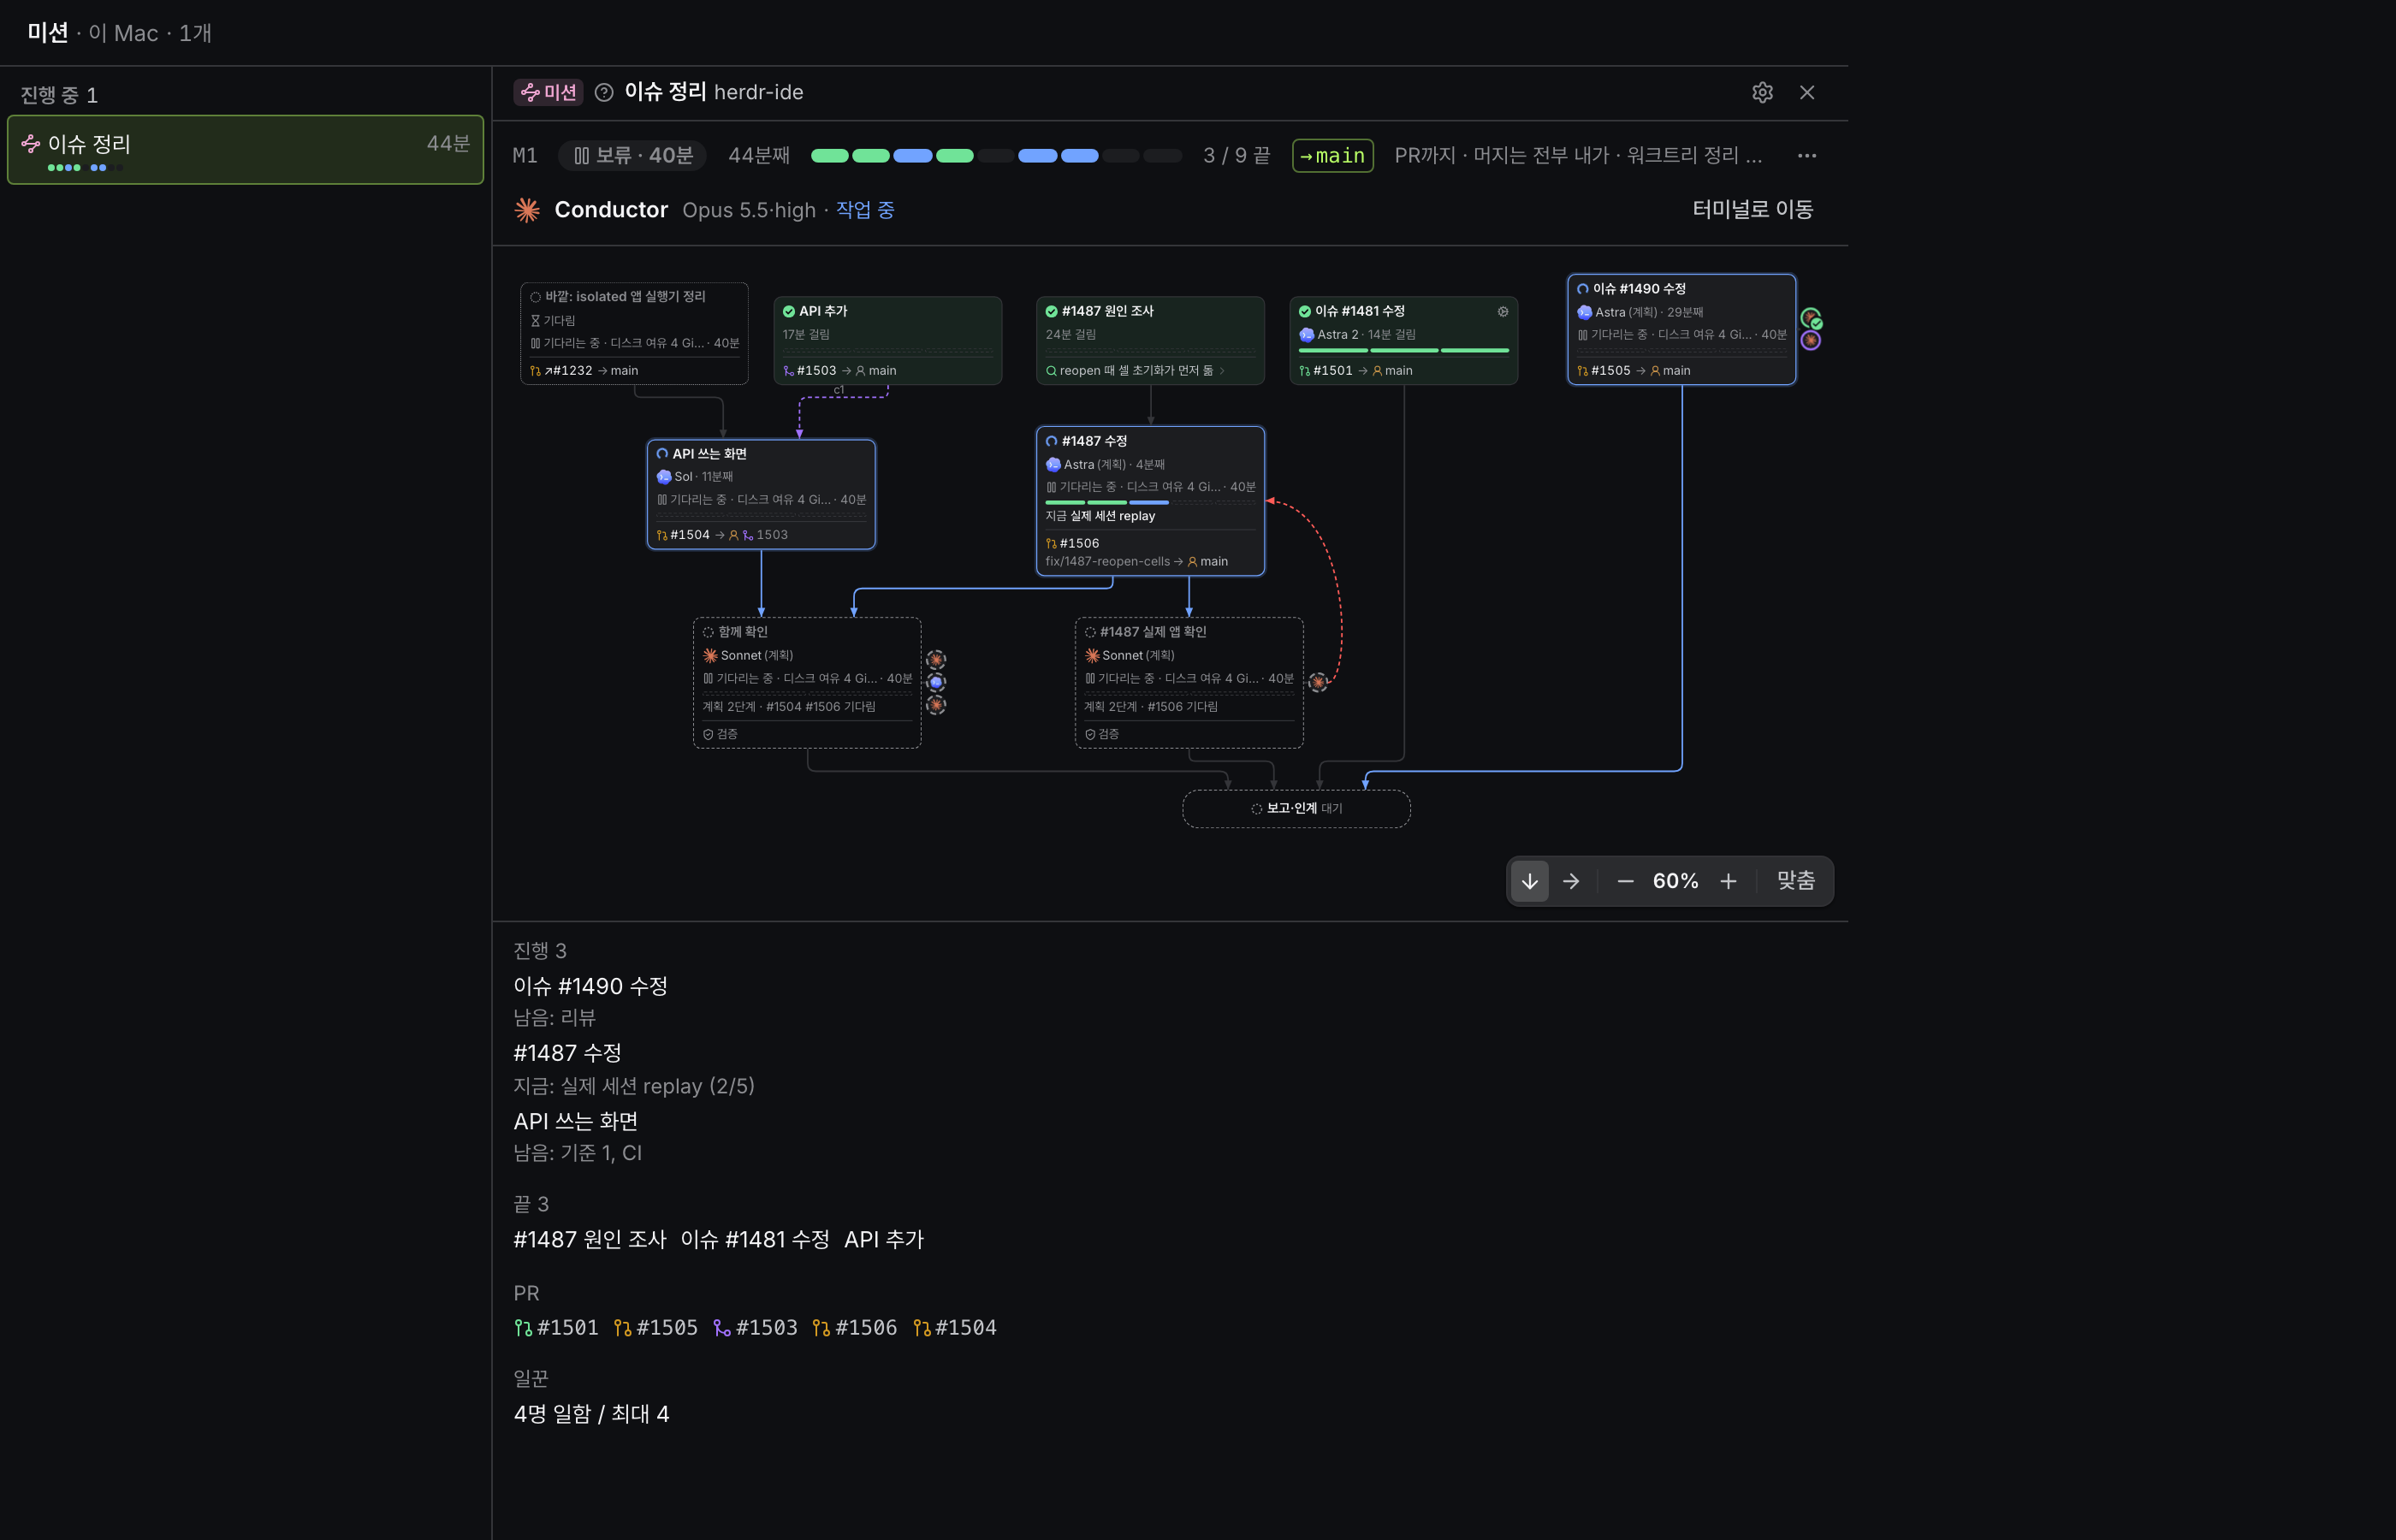 미션 · 이 Mac · 1개
진행 중 1
이슈 정리 44분
미션 이슈 정리 herdr-ide
M1 보류 · 40분 44분째 3 / 9 끝 →main PR까지 · 머지는 전부 내가 · 워크트리 정리 ...
Conductor Opus 5.5·high · 작업 중 터미널로 이동
바깥: isolated 앱 실행기 정리
기다림
기다리는 중 · 디스크 여유 4 Gi... · 40분
↗#1232 → main
API 추가
17분 걸림
#1503 → main
c1
#1487 원인 조사
24분 걸림
reopen 때 셀 초기화가 먼저 돎
이슈 #1481 수정
Astra 2 · 14분 걸림
#1501 → main
이슈 #1490 수정
Astra (계획) · 29분째
기다리는 중 · 디스크 여유 4 Gi... · 40분
#1505 → main
API 쓰는 화면
Sol · 11분째
기다리는 중 · 디스크 여유 4 Gi... · 40분
#1504 → 1503
#1487 수정
Astra (계획) · 4분째
기다리는 중 · 디스크 여유 4 Gi... · 40분
지금 실제 세션 replay
#1506
fix/1487-reopen-cells → main
함께 확인
Sonnet (계획)
기다리는 중 · 디스크 여유 4 Gi... · 40분
계획 2단계 · #1504 #1506 기다림
검증
#1487 실제 앱 확인
Sonnet (계획)
기다리는 중 · 디스크 여유 4 Gi... · 40분
계획 2단계 · #1506 기다림
검증
보고·인계 대기
60% 맞춤
진행 3
이슈 #1490 수정
남음: 리뷰
#1487 수정
지금: 실제 세션 replay (2/5)
API 쓰는 화면
남음: 기준 1, CI
끝 3
#1487 원인 조사 이슈 #1481 수정 API 추가
PR
#1501 #1505 #1503 #1506 #1504
일꾼
4명 일함 / 최대 4